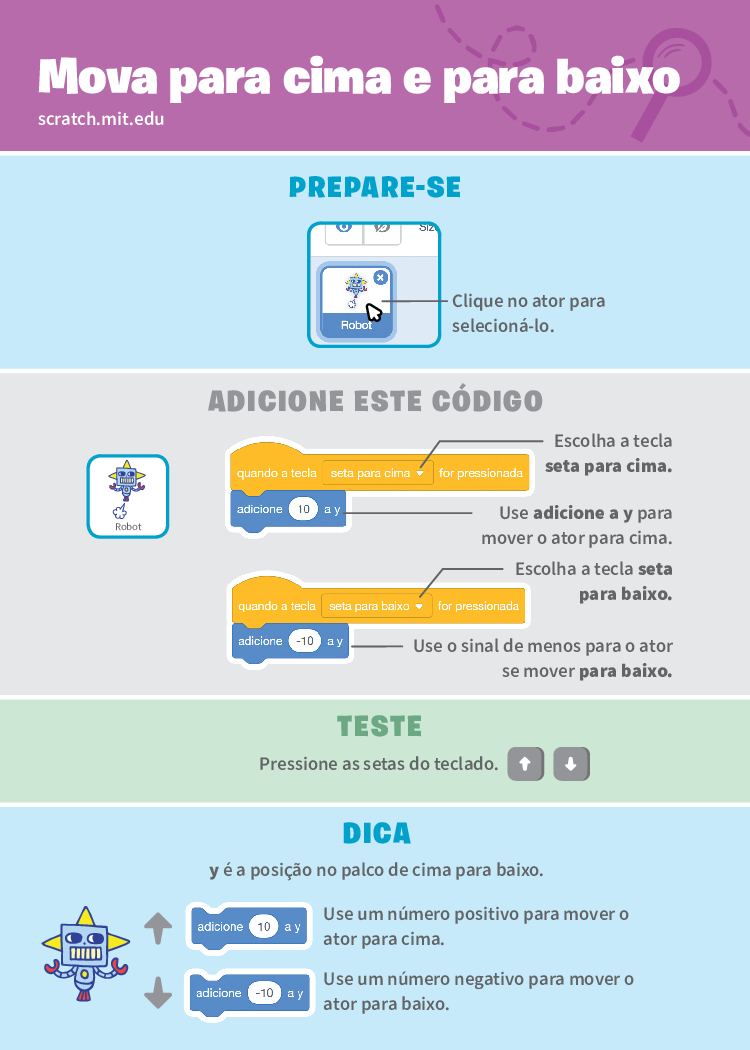 Mova para cima e para baixo
scratch.mit.edu
PREPARE-SE
Size
Robot
Clique no ator para
selecioná-lo.
ADICIONE ESTE CÓDIGO
Robot
quando a tecla seta para cima for pressionada
adicione 10 a y
Escolha a tecla
seta para cima.
Use adicione a y para
mover o ator para cima.
quando a tecla seta para baixo for pressionada
adicione -10 a y
Escolha a tecla seta
para baixo.
Use o sinal de menos para o ator
se mover para baixo.
TESTE
Pressione as setas do teclado.
DICA
y é a posição no palco de cima para baixo.
adicione 10 a y
Use um número positivo para mover o
ator para cima.
adicione -10 a y
Use um número negativo para mover o
ator para baixo.